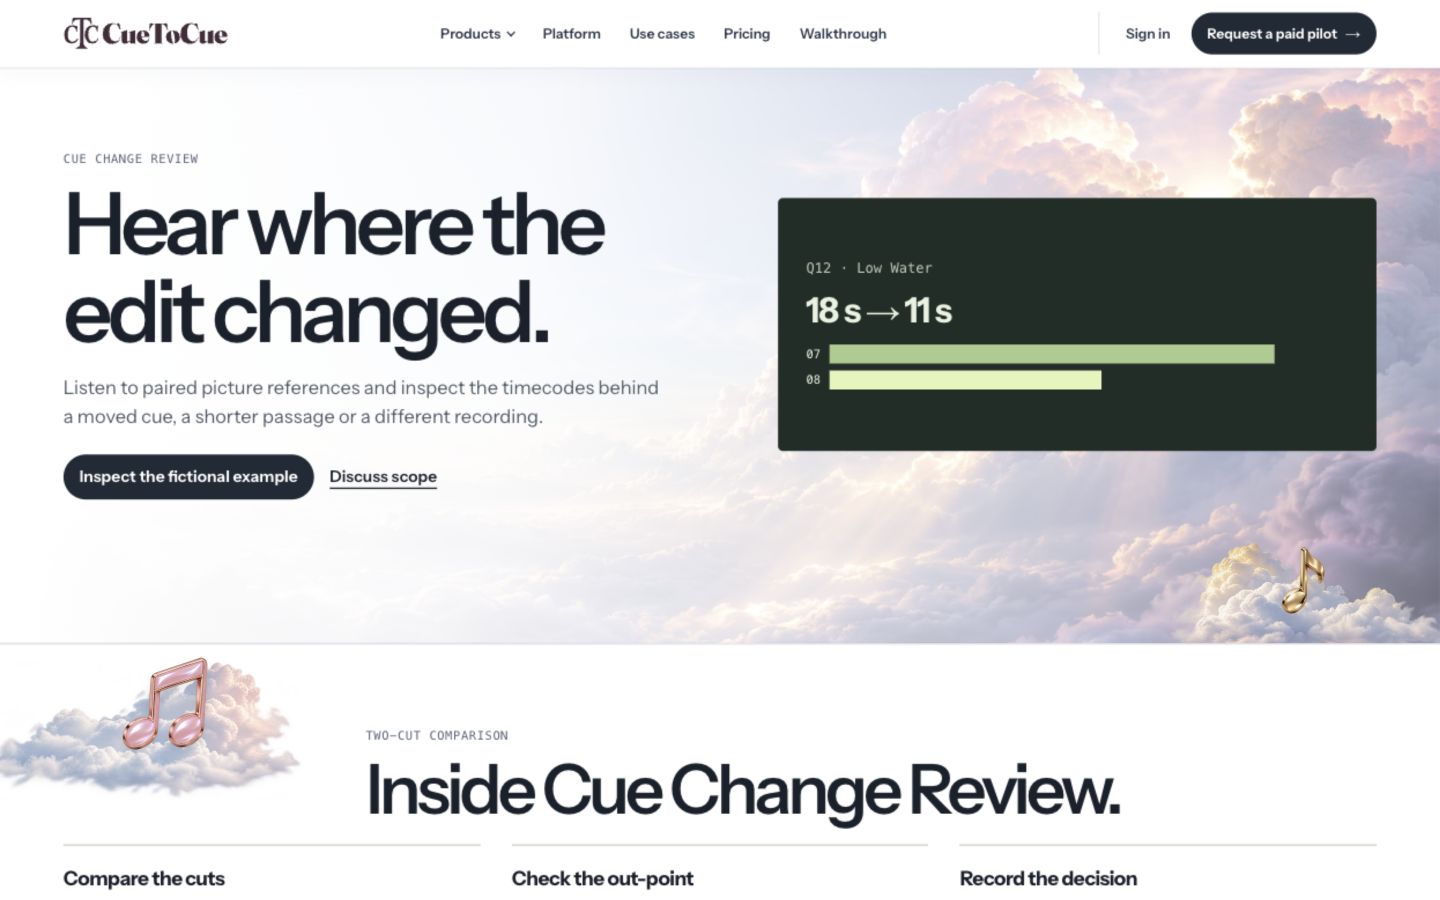 CTC CueToCue
Products
Platform
Use cases
Pricing
Walkthrough
Sign in
Request a paid pilot →
CUE CHANGE REVIEW
Hear where the
edit changed.
Listen to paired picture references and inspect the timecodes behind
a moved cue, a shorter passage or a different recording.
Inspect the fictional example
Discuss scope
Q12 · Low Water
18 s → 11 s
07
08
TWO-CUT COMPARISON
Inside Cue Change Review.
Compare the cuts
Check the out-point
Record the decision